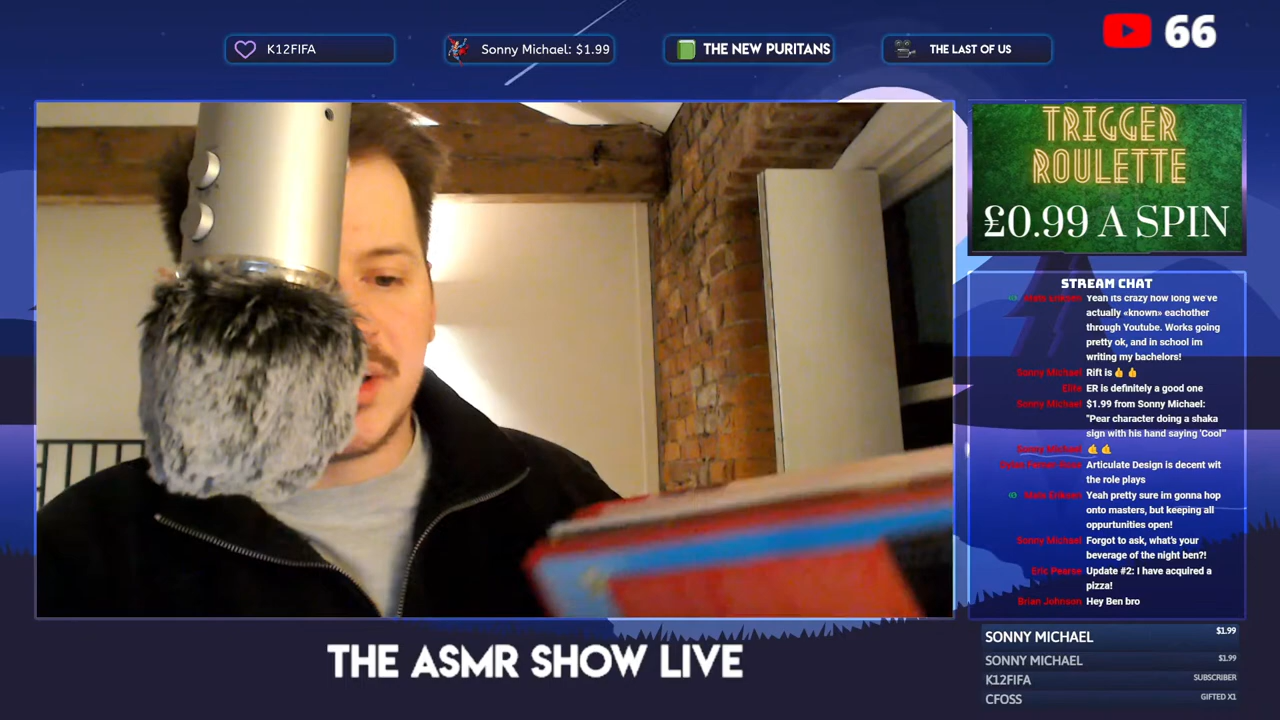 K12FIFA
Sonny Michael: $1.99
THE NEW PURITANS
THE LAST OF US
66
TRIGGER
ROULETTE
£0.99 A SPIN
STREAM CHAT
Yeah its crazy how long we've
actually «known» eachother
through Youtube. Works going
pretty ok, and in school im
writing my bachelors!
Sonny Michael Rift is👍 👍
Elite ER is definitely a good one
Sonny Michael $1.99 from Sonny Michael:
"Pear character doing a shaka
sign with his hand saying 'Cool"
Sonny Michael 🤙 🤙
Articulate Design is decent wit
the role plays
Mats Eriksen Yeah pretty sure im gonna hop
onto masters, but keeping all
oppurtunities open!
Sonny Michael Forgot to ask, what's your
beverage of the night ben?!
Eric Pearse Update #2: I have acquired a
pizza!
Brian Johnson Hey Ben bro
SONNY MICHAEL $1.99
SONNY MICHAEL $1.99
K12FIFA SUBSCRIBER
CFOSS GIFTED X1
THE ASMR SHOW LIVE